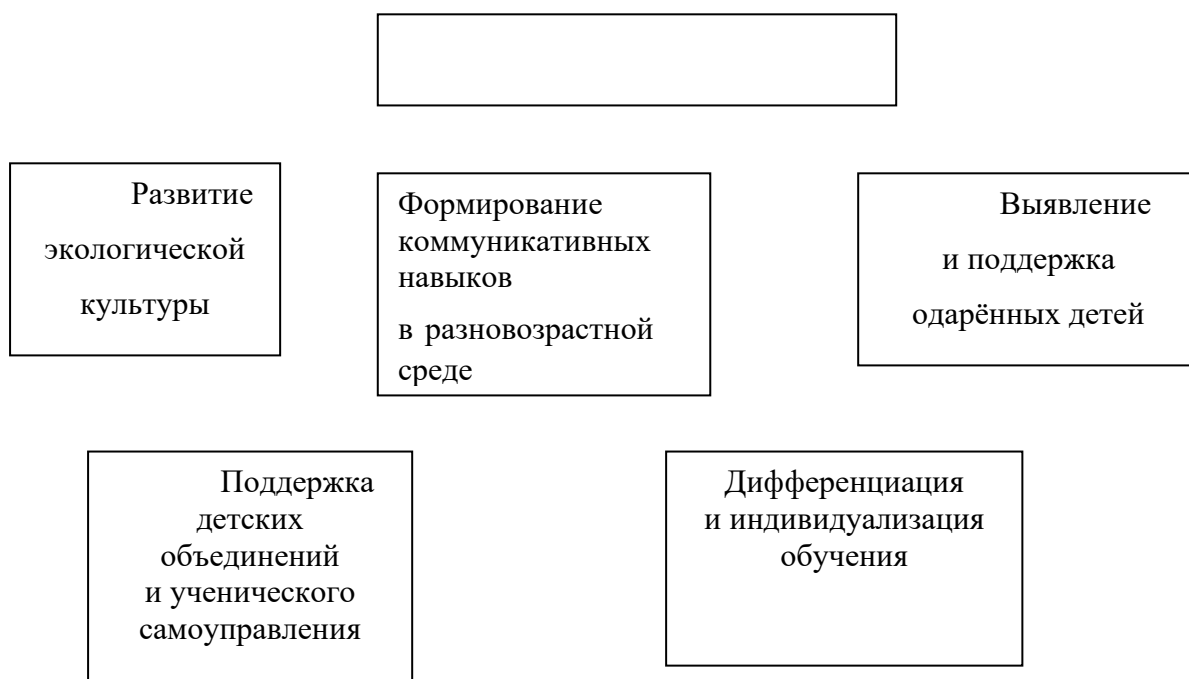 Развитие
экологической
культуры
Формирование
коммуникативных
навыков
в разновозрастной
среде
Выявление
и поддержка
одарённых детей
Поддержка
детских
объединений
и ученического
самоуправления
Дифференциация
и индивидуализация
обучения